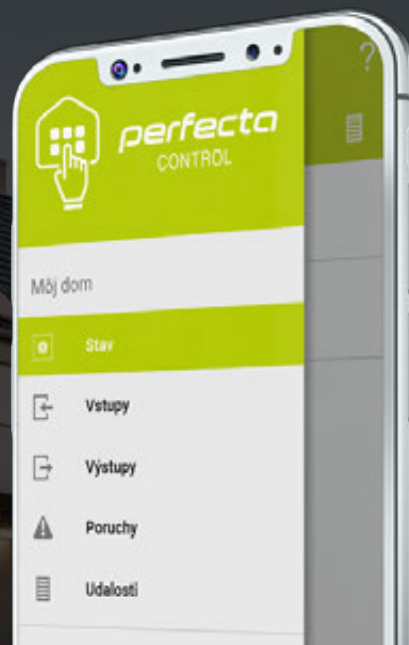 ?
perfecta
CONTROL
Môj dom
Stav
Vstupy
Výstupy
Poruchy
Udalosti